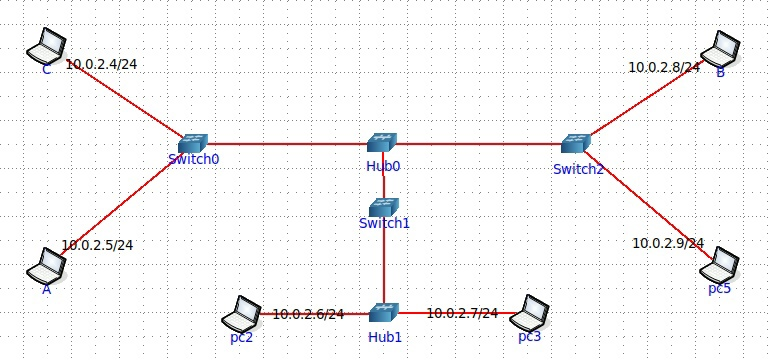 C
10.0.2.4/24
10.0.2.8/24
B
Switch0
Hub0
Switch2
Switch1
10.0.2.5/24
A
10.0.2.9/24
pc5
pc2
10.0.2.6/24
Hub1
10.0.2.7/24
pc3